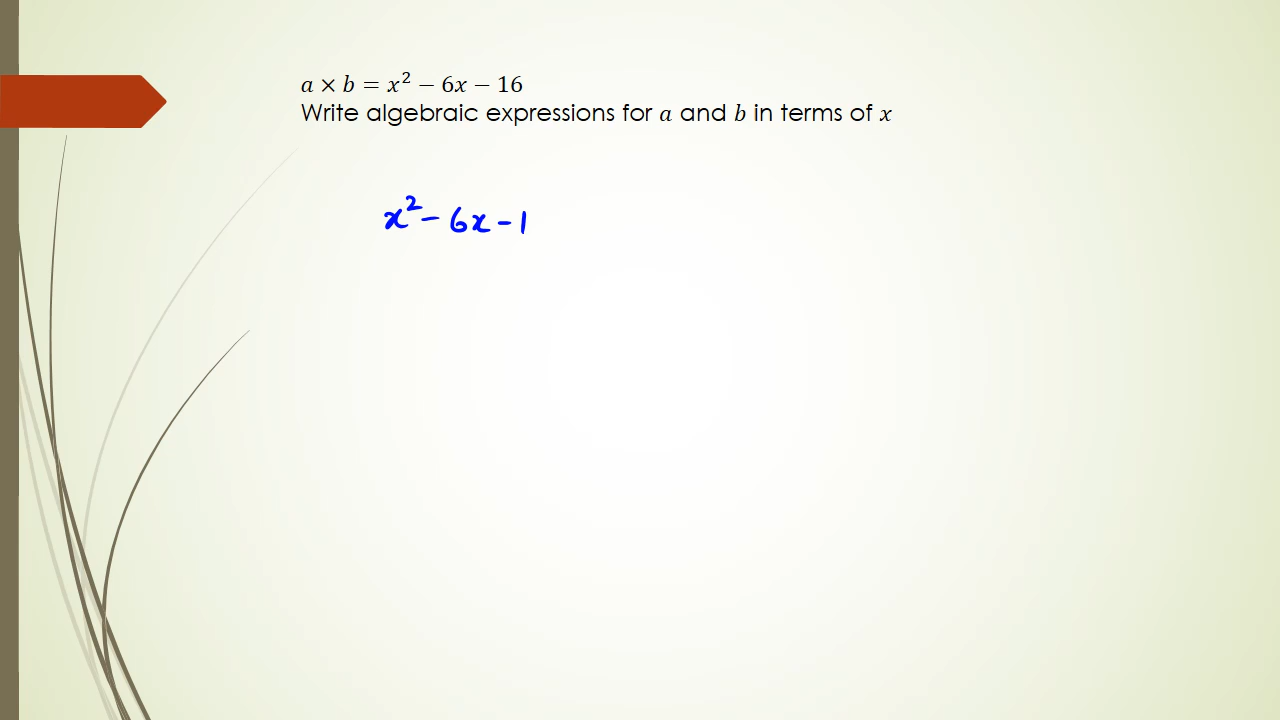 a × b = x² − 6x − 16
Write algebraic expressions for a and b in terms of x
x² − 6x − 1